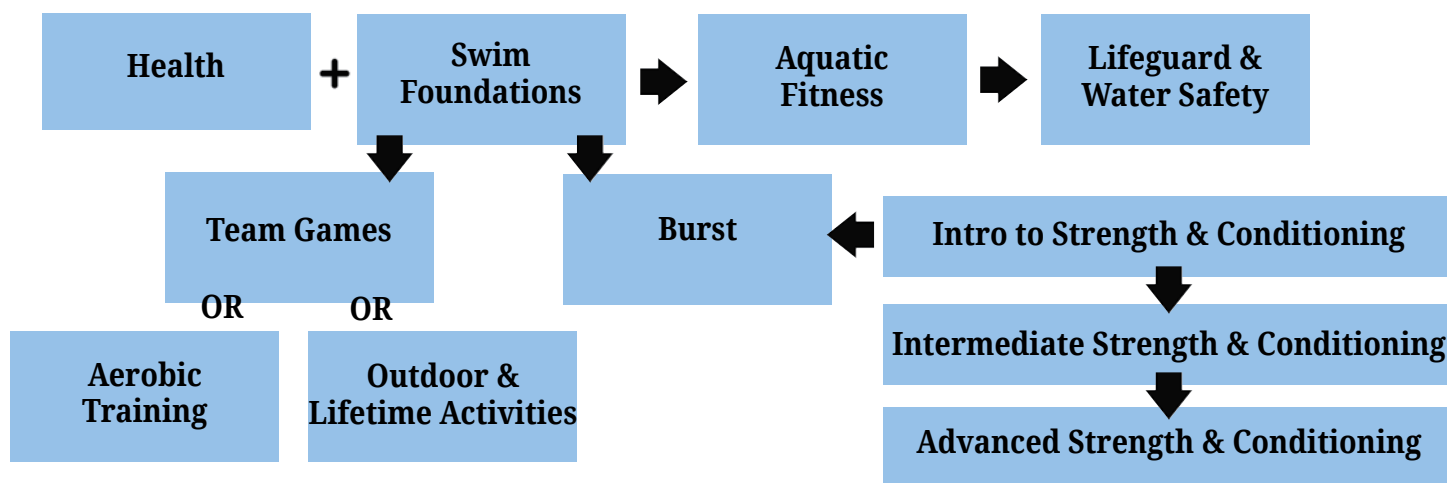 Health
+
Swim
Foundations
Aquatic
Fitness
Lifeguard &
Water Safety
Team Games
Burst
Intro to Strength & Conditioning
OR
OR
Intermediate Strength & Conditioning
Aerobic
Training
Outdoor &
Lifetime Activities
Advanced Strength & Conditioning